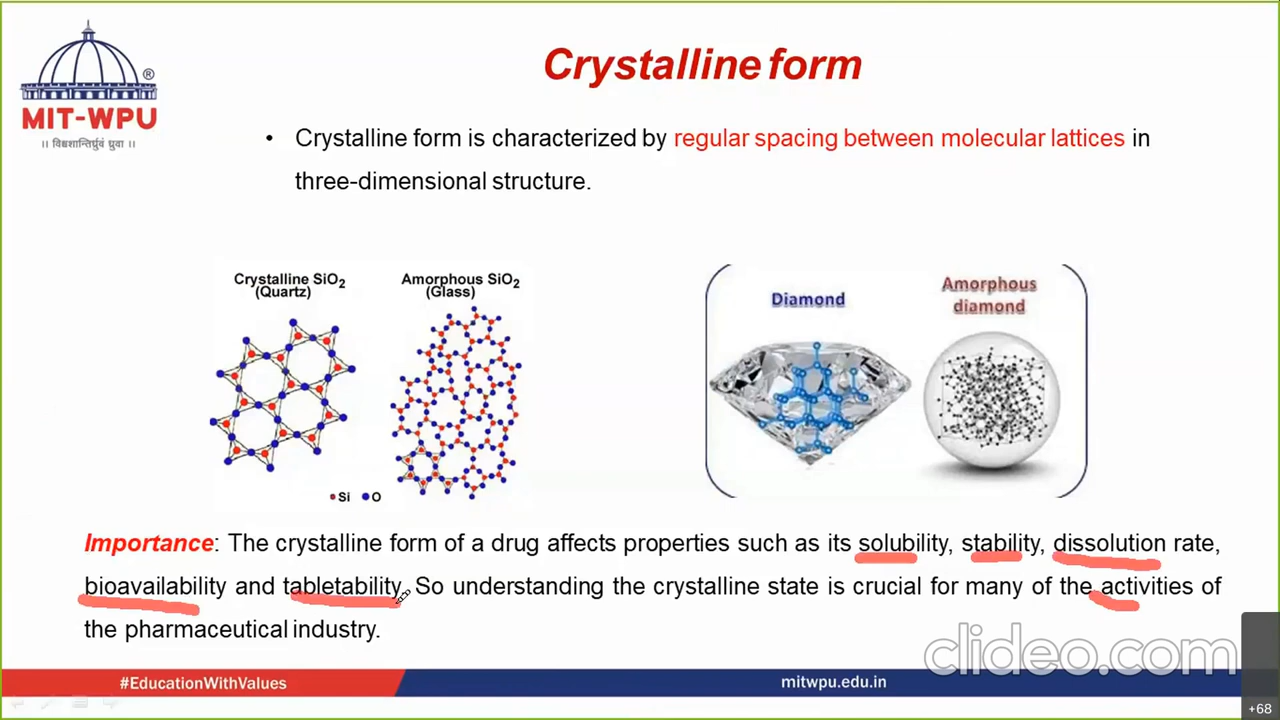 ®
MIT-WPU
॥ विश्वशान्तिर्ध्रुवं ध्रुवा ॥
Crystalline form
• Crystalline form is characterized by regular spacing between molecular lattices in
three-dimensional structure.
Crystalline SiO2
(Quartz)
Amorphous SiO2
(Glass)
Si O
Diamond
Amorphous
diamond
Importance: The crystalline form of a drug affects properties such as its solubility, stability, dissolution rate,
bioavailability and tabletability. So understanding the crystalline state is crucial for many of the activities of
the pharmaceutical industry.
clideo.com
#EducationWithValues
mitwpu.edu.in
+68